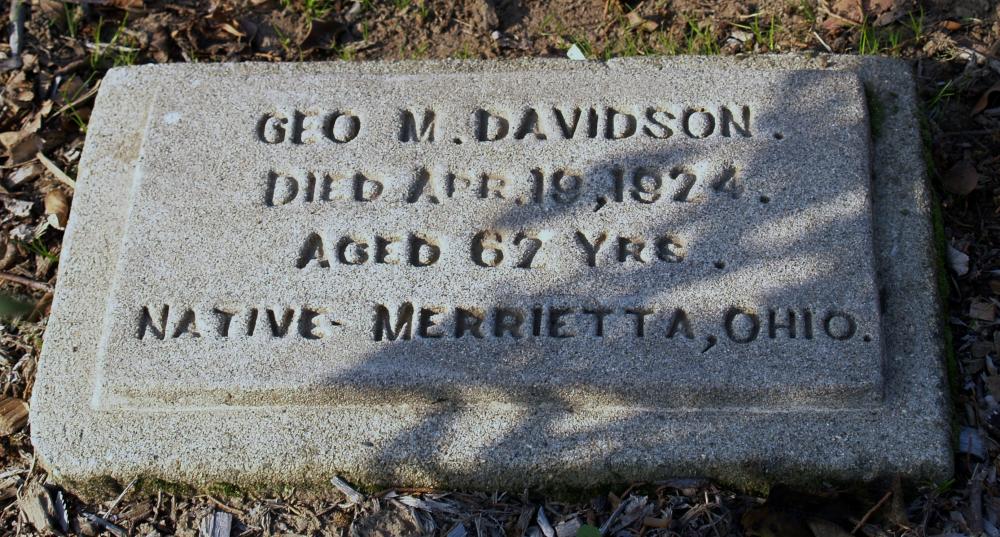 GEO M. DAVIDSON.
DIED APR. 19, 1924.
AGED 62 YRS.
NATIVE- MERRIETTA, OHIO.